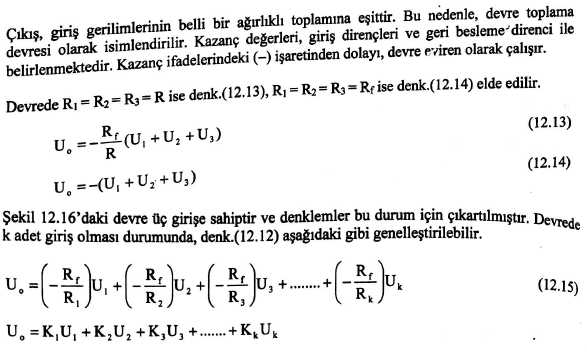 Çıkış, giriş gerilimlerinin belli bir ağırlıklı toplamına eşittir. Bu nedenle, devre toplama
devresi olarak isimlendirilir. Kazanç değerleri, giriş dirençleri ve geri besleme direnci ile
belirlenmektedir. Kazanç ifadelerindeki (–) işaretinden dolayı, devre eviren olarak çalışır.
Devrede R₁ = R₂ = R₃ = R ise denk.(12.13), R₁ = R₂ = R₃ = R_f ise denk.(12.14) elde edilir.
U_o = -\frac{R_f}{R}(U_1 + U_2 + U_3) (12.13)
U_o = -(U_1 + U_2 + U_3) (12.14)
Şekil 12.16’daki devre üç girişe sahiptir ve denklemler bu durum için çıkartılmıştır. Devrede
k adet giriş olması durumunda, denk.(12.12) aşağıdaki gibi genelleştirilebilir.
U_o = \left(-\frac{R_f}{R_1}\right)U_1 + \left(-\frac{R_f}{R_2}\right)U_2 + \left(-\frac{R_f}{R_3}\right)U_3 + ........ + \left(-\frac{R_f}{R_k}\right)U_k (12.15)
U_o = K_1U_1 + K_2U_2 + K_3U_3 + ....... + K_kU_k